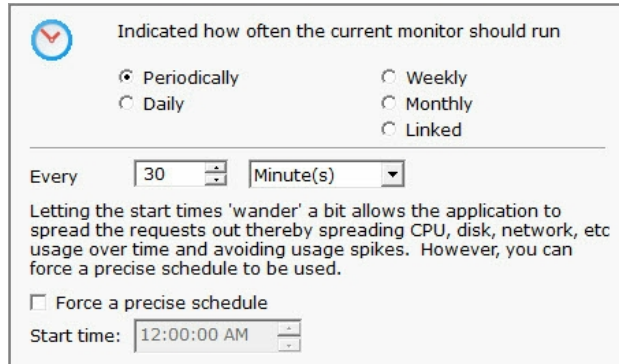 Indicated how often the current monitor should run
Periodically
Weekly
Daily
Monthly
Linked
Every 30 Minute(s)
Letting the start times 'wander' a bit allows the application to
spread the requests out thereby spreading CPU, disk, network, etc
usage over time and avoiding usage spikes. However, you can
force a precise schedule to be used.
Force a precise schedule
Start time: 12:00:00 AM